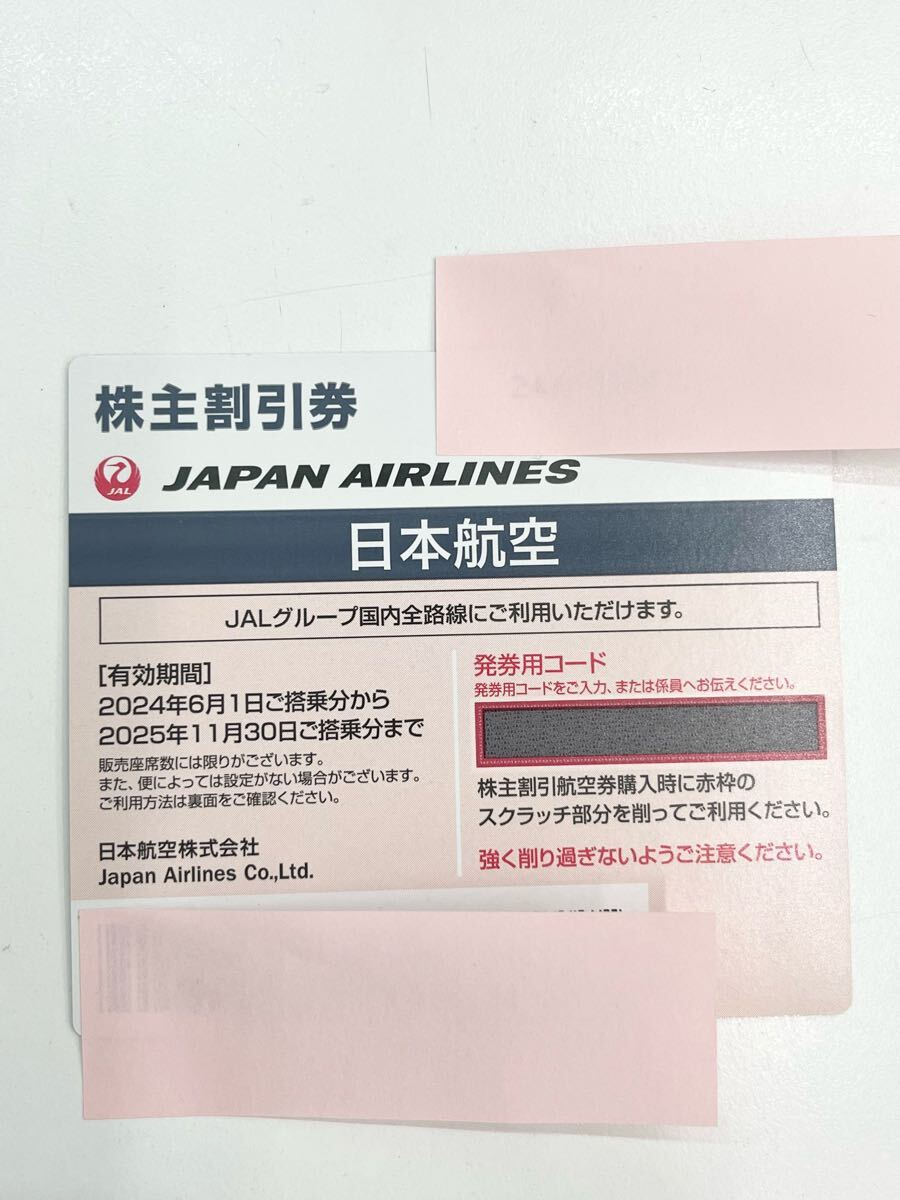 株主割引券
JAL
JAPAN AIRLINES
日本航空
JALグループ国内全路線にご利用いただけます。
[有効期間]
2024年6月1日ご搭乗分から
2025年11月30日ご搭乗分まで
販売座席数には限りがございます。
また、便によっては設定がない場合がございます。
ご利用方法は裏面をご確認ください。
日本航空株式会社
Japan Airlines Co.,Ltd.
発券用コード
発券用コードをご入力、または係員へお伝えください。
株主割引航空券購入時に赤枠の
スクラッチ部分を削ってご利用ください。
強く削り過ぎないようご注意ください。